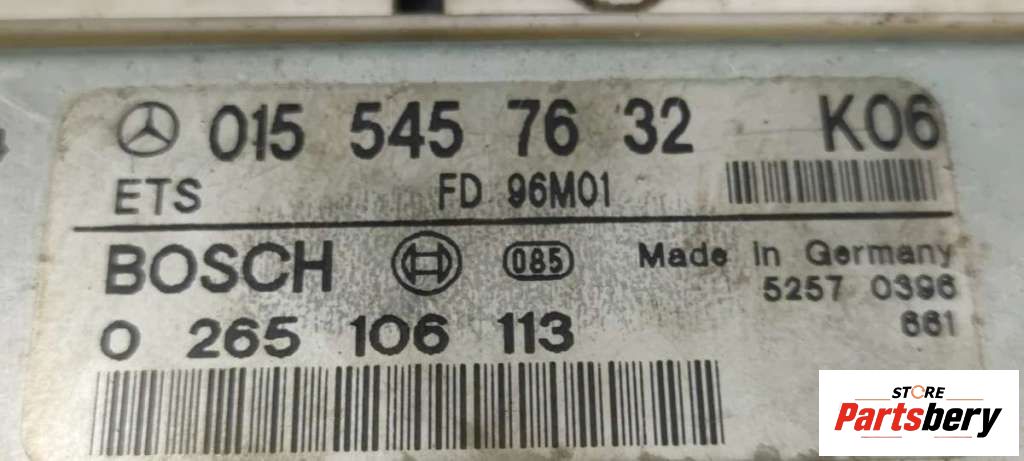 015 545 76 32 K06
ETS FD 96M01
BOSCH 085 Made in Germany
5257 0396
0 265 106 113 661
STORE
Partsbery